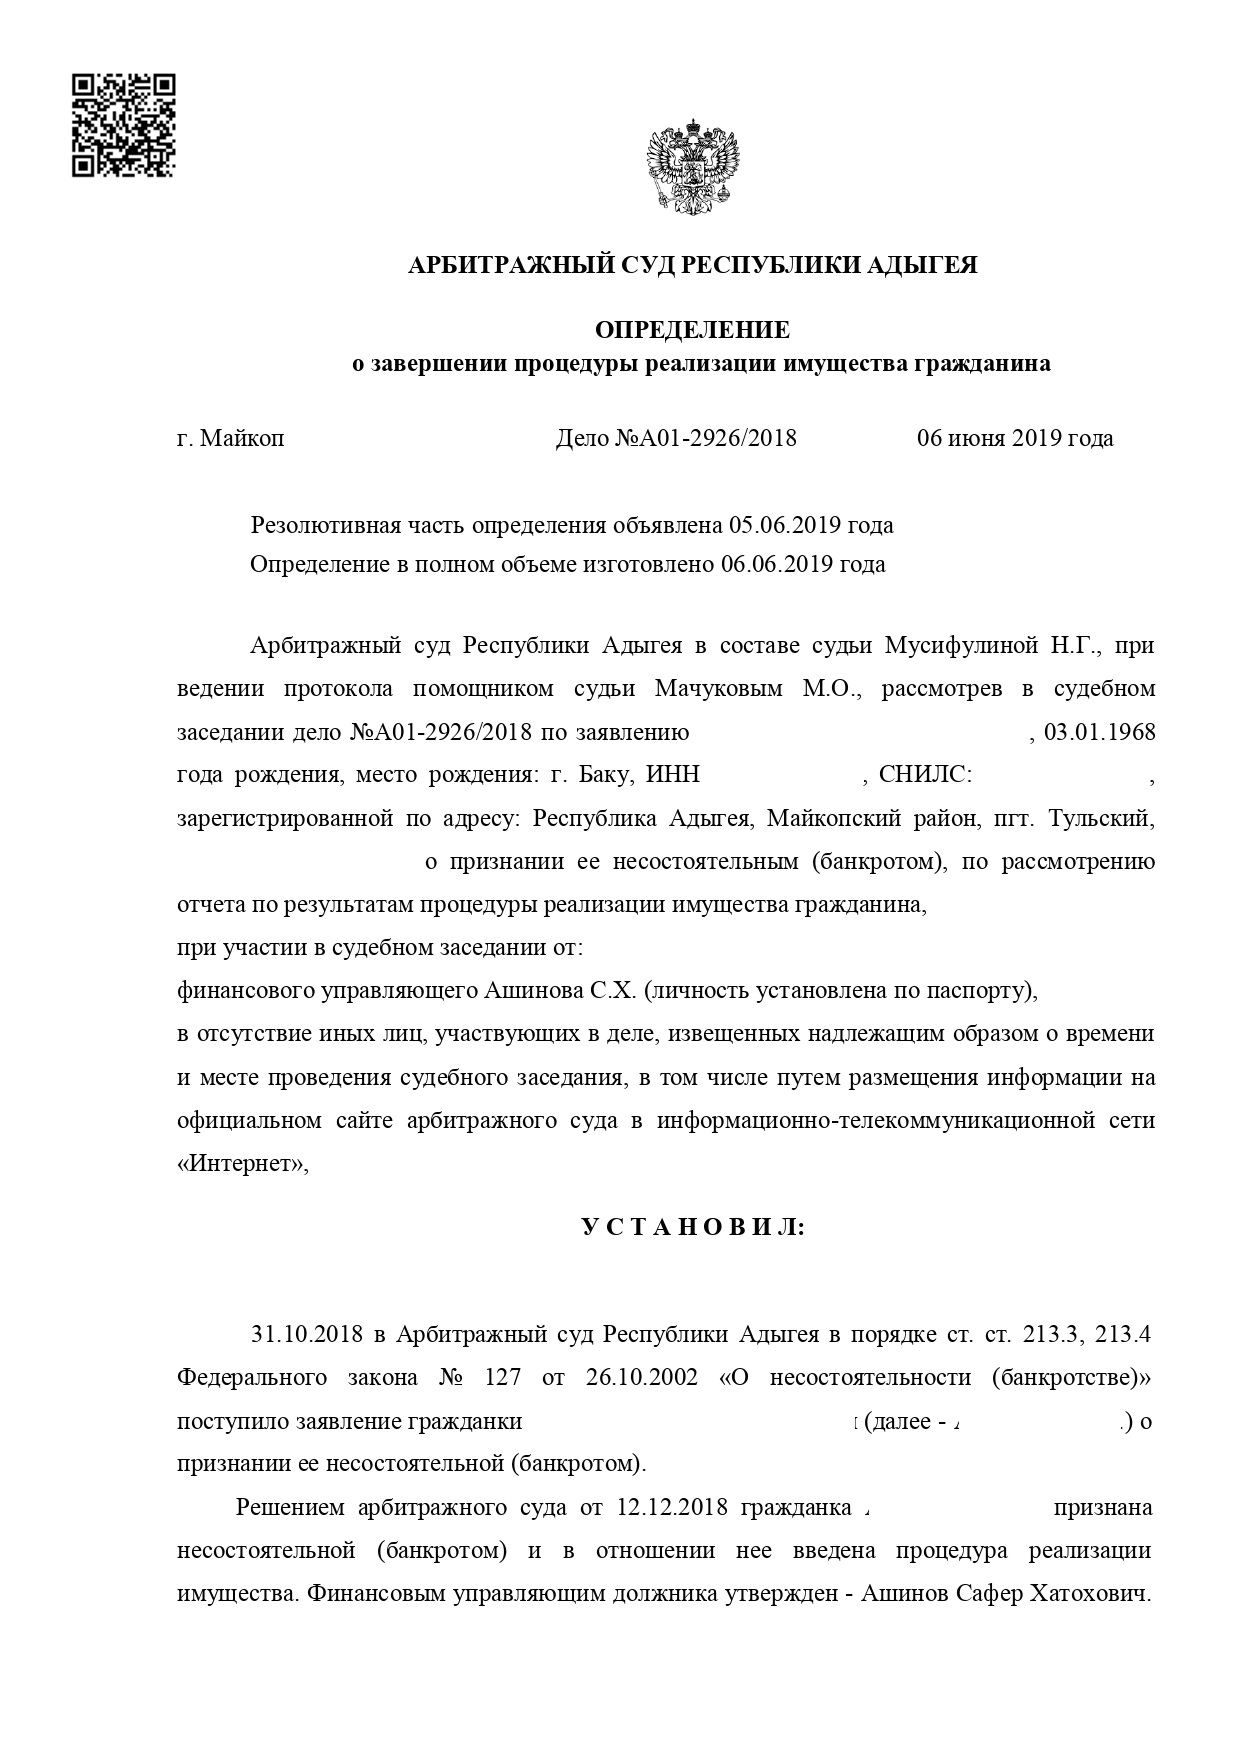 АРБИТРАЖНЫЙ СУД РЕСПУБЛИКИ АДЫГЕЯ
ОПРЕДЕЛЕНИЕ
о завершении процедуры реализации имущества гражданина
г. Майкоп Дело №А01-2926/2018 06 июня 2019 года
Резолютивная часть определения объявлена 05.06.2019 года
Определение в полном объеме изготовлено 06.06.2019 года
Арбитражный суд Республики Адыгея в составе судьи Мусифулиной Н.Г., при
ведении протокола помощником судьи Мачуковым М.О., рассмотрев в судебном
заседании дело №А01-2926/2018 по заявлению , 03.01.1968
года рождения, место рождения: г. Баку, ИНН , СНИЛС: ,
зарегистрированной по адресу: Республика Адыгея, Майкопский район, пгт. Тульский,
о признании ее несостоятельным (банкротом), по рассмотрению
отчета по результатам процедуры реализации имущества гражданина,
при участии в судебном заседании от:
финансового управляющего Ашинова С.Х. (личность установлена по паспорту),
в отсутствие иных лиц, участвующих в деле, извещенных надлежащим образом о времени
и месте проведения судебного заседания, в том числе путем размещения информации на
официальном сайте арбитражного суда в информационно-телекоммуникационной сети
«Интернет»,
У С Т А Н О В И Л:
31.10.2018 в Арбитражный суд Республики Адыгея в порядке ст. ст. 213.3, 213.4
Федерального закона № 127 от 26.10.2002 «О несостоятельности (банкротстве)»
поступило заявление гражданки (далее - .) о
признании ее несостоятельной (банкротом).
Решением арбитражного суда от 12.12.2018 гражданка признана
несостоятельной (банкротом) и в отношении нее введена процедура реализации
имущества. Финансовым управляющим должника утвержден - Ашинов Сафер Хатохович.